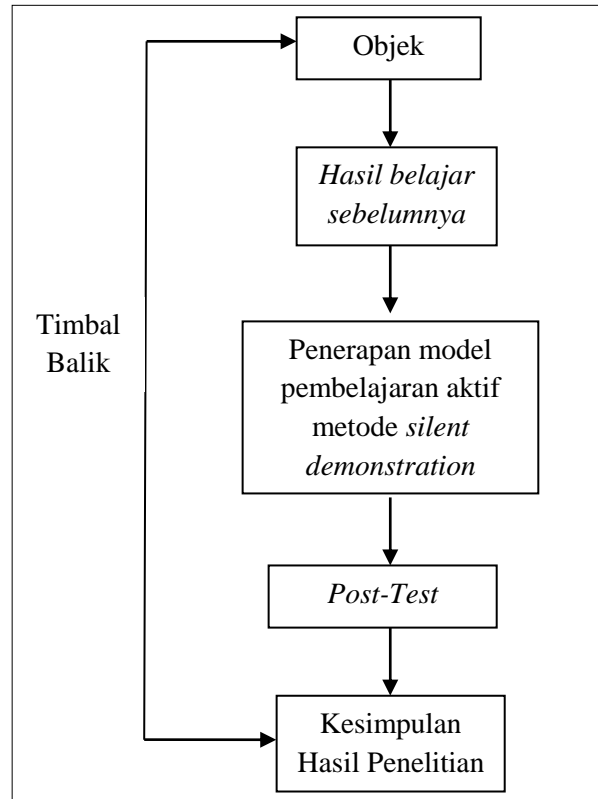 Objek
Hasil belajar
sebelumnya
Timbal
Balik
Penerapan model
pembelajaran aktif
metode silent
demonstration
Post-Test
Kesimpulan
Hasil Penelitian